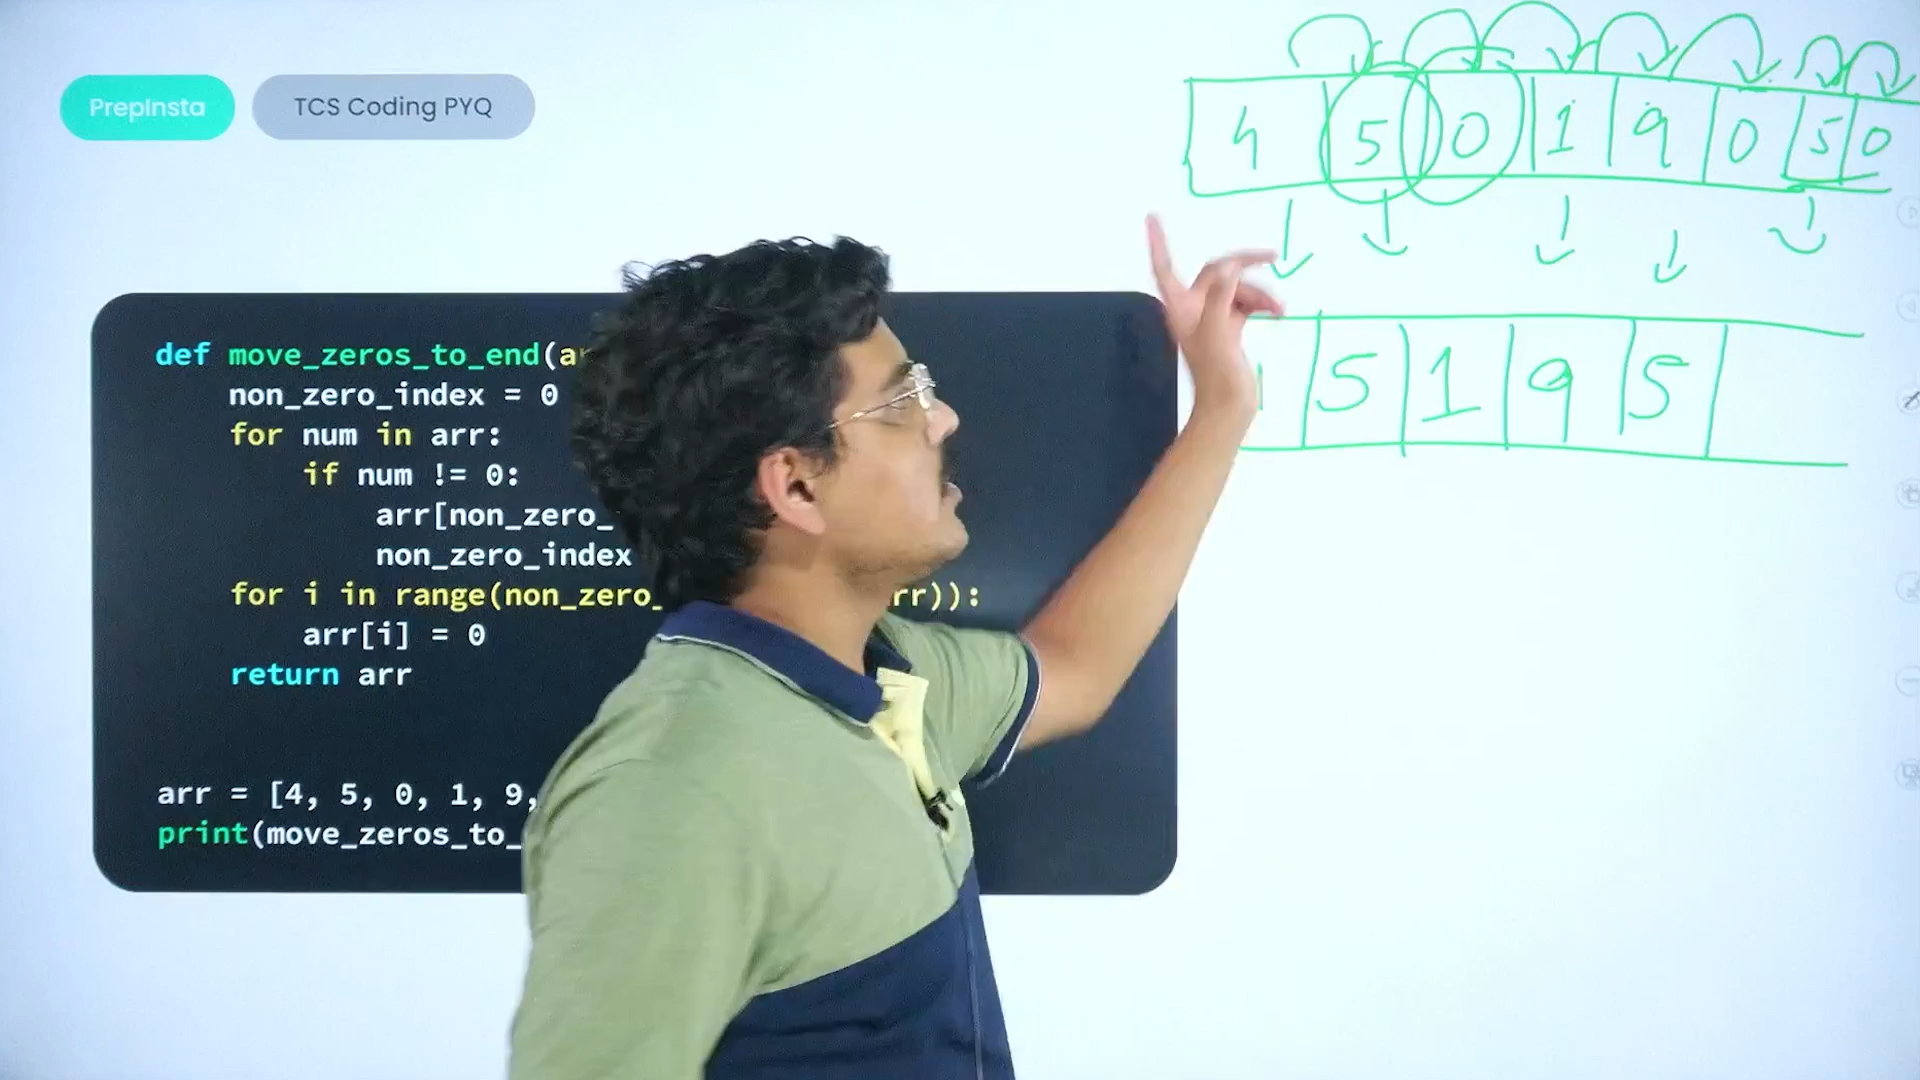 PrepInsta
TCS Coding PYQ
4 5 0 1 9 0 5 0
5 1 9 5
def move_zeros_to_end(ar
non_zero_index = 0
for num in arr:
if num != 0:
arr[non_zero_
non_zero_index
for i in range(non_zero_ rr)):
arr[i] = 0
return arr
arr = [4, 5, 0, 1, 9,
print(move_zeros_to_